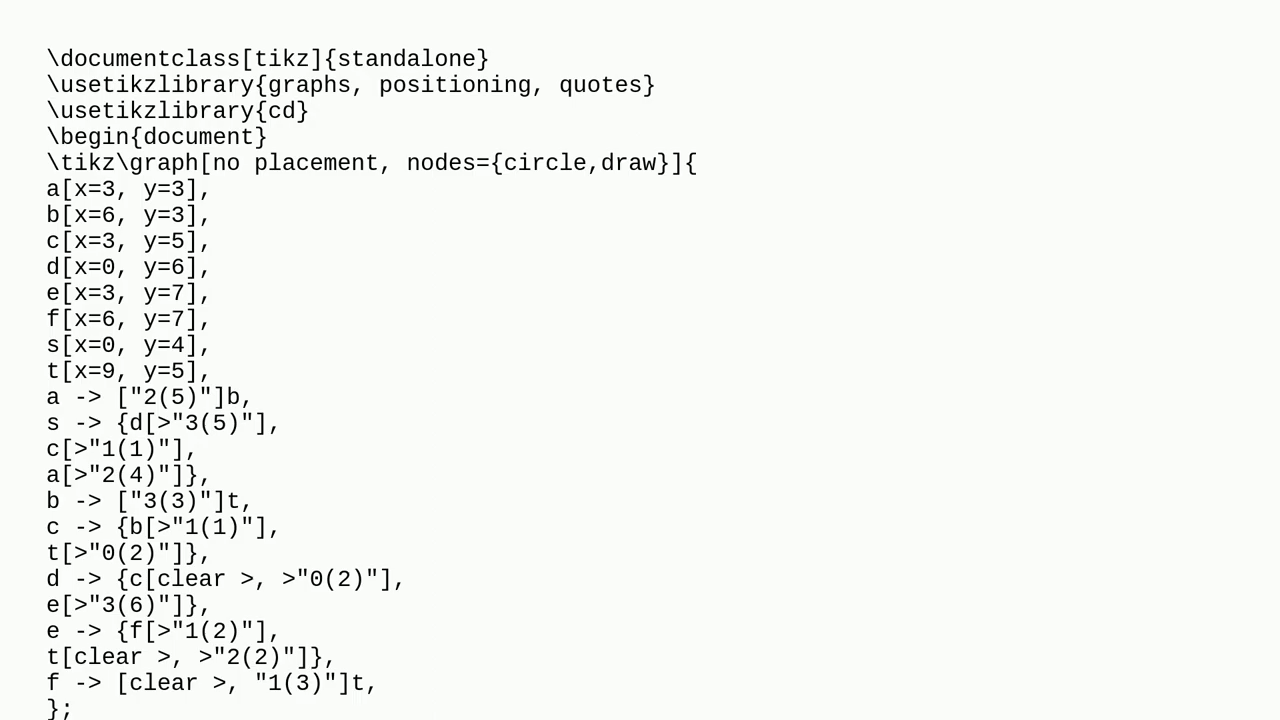 \documentclass[tikz]{standalone}
\usetikzlibrary{graphs, positioning, quotes}
\usetikzlibrary{cd}
\begin{document}
\tikz\graph[no placement, nodes={circle,draw}]{
a[x=3, y=3],
b[x=6, y=3],
c[x=3, y=5],
d[x=0, y=6],
e[x=3, y=7],
f[x=6, y=7],
s[x=0, y=4],
t[x=9, y=5],
a -> ["2(5)"]b,
s -> {d[>"3(5)"],
c[>"1(1)"],
a[>"2(4)"]},
b -> ["3(3)"]t,
c -> {b[>"1(1)"],
t[>"0(2)"]},
d -> {c[clear >, >"0(2)"],
e[>"3(6)"]},
e -> {f[>"1(2)"],
t[clear >, >"2(2)"]},
f -> [clear >, "1(3)"]t,
};